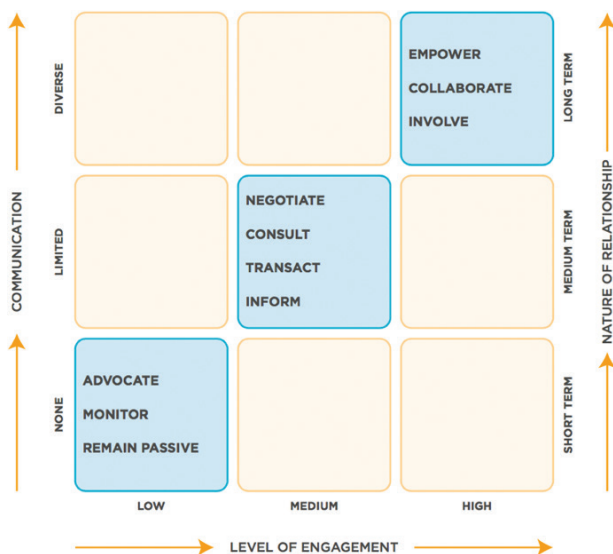 COMMUNICATION
DIVERSE
LIMITED
NONE
EMPOWER
COLLABORATE
INVOLVE
NEGOTIATE
CONSULT
TRANSACT
INFORM
ADVOCATE
MONITOR
REMAIN PASSIVE
LONG TERM
MEDIUM TERM
SHORT TERM
NATURE OF RELATIONSHIP
LOW
MEDIUM
HIGH
LEVEL OF ENGAGEMENT